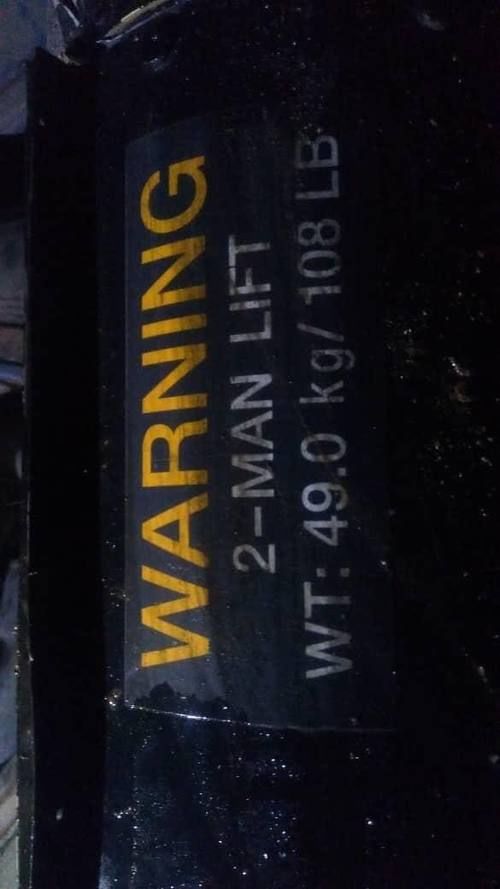 WARNING
2-MAN LIFT
WT: 49.0 kg/ 108 LB